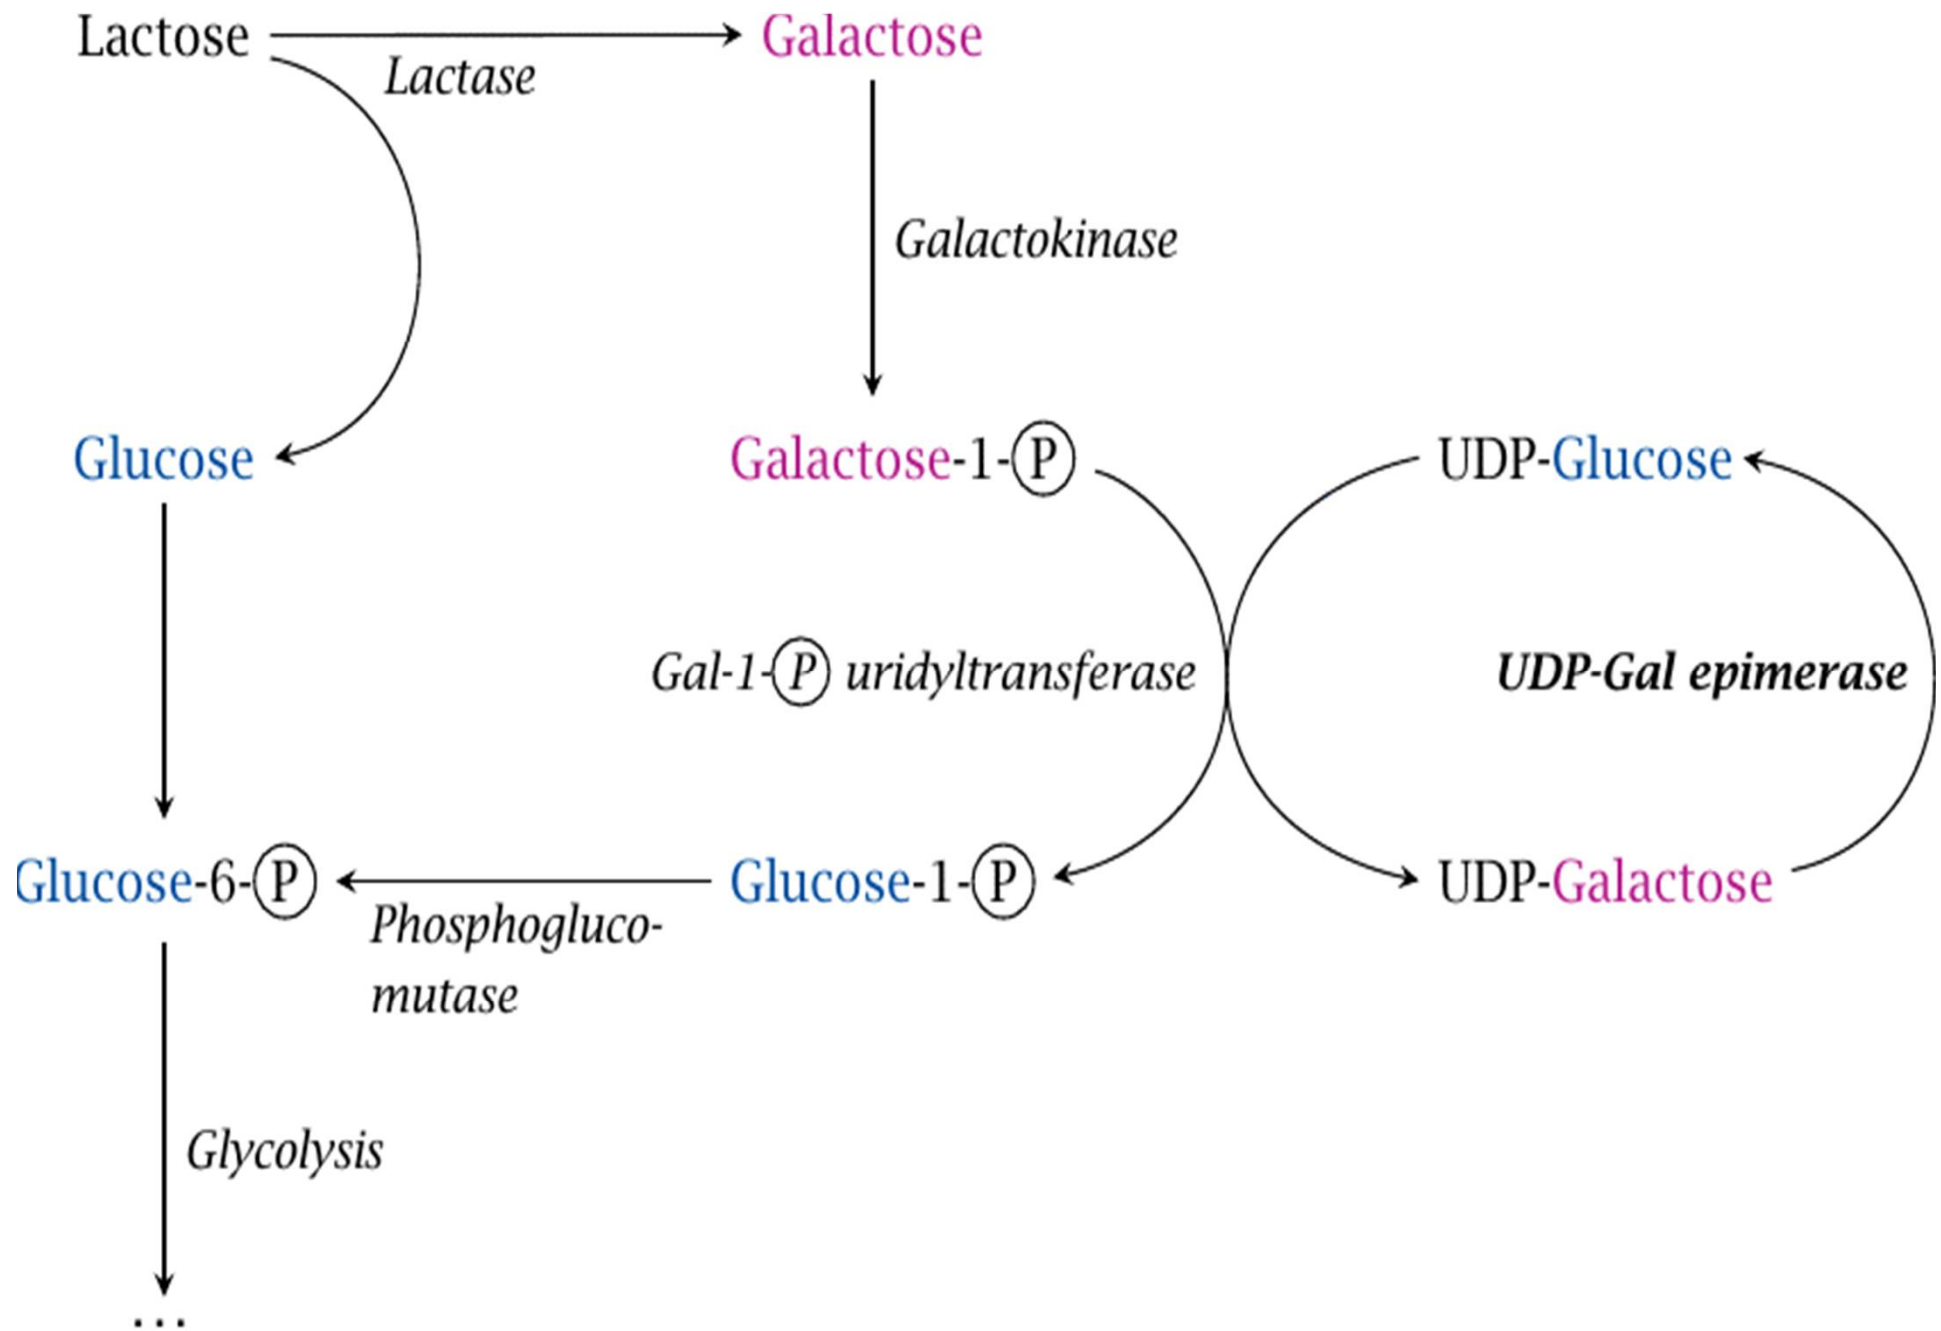 Lactose
Lactase
Galactose
Galactokinase
Glucose
Galactose-1-P
UDP-Glucose
Gal-1-P uridyltransferase
UDP-Gal epimerase
Glucose-6-P
Phosphogluco-
mutase
Glucose-1-P
UDP-Galactose
Glycolysis
...